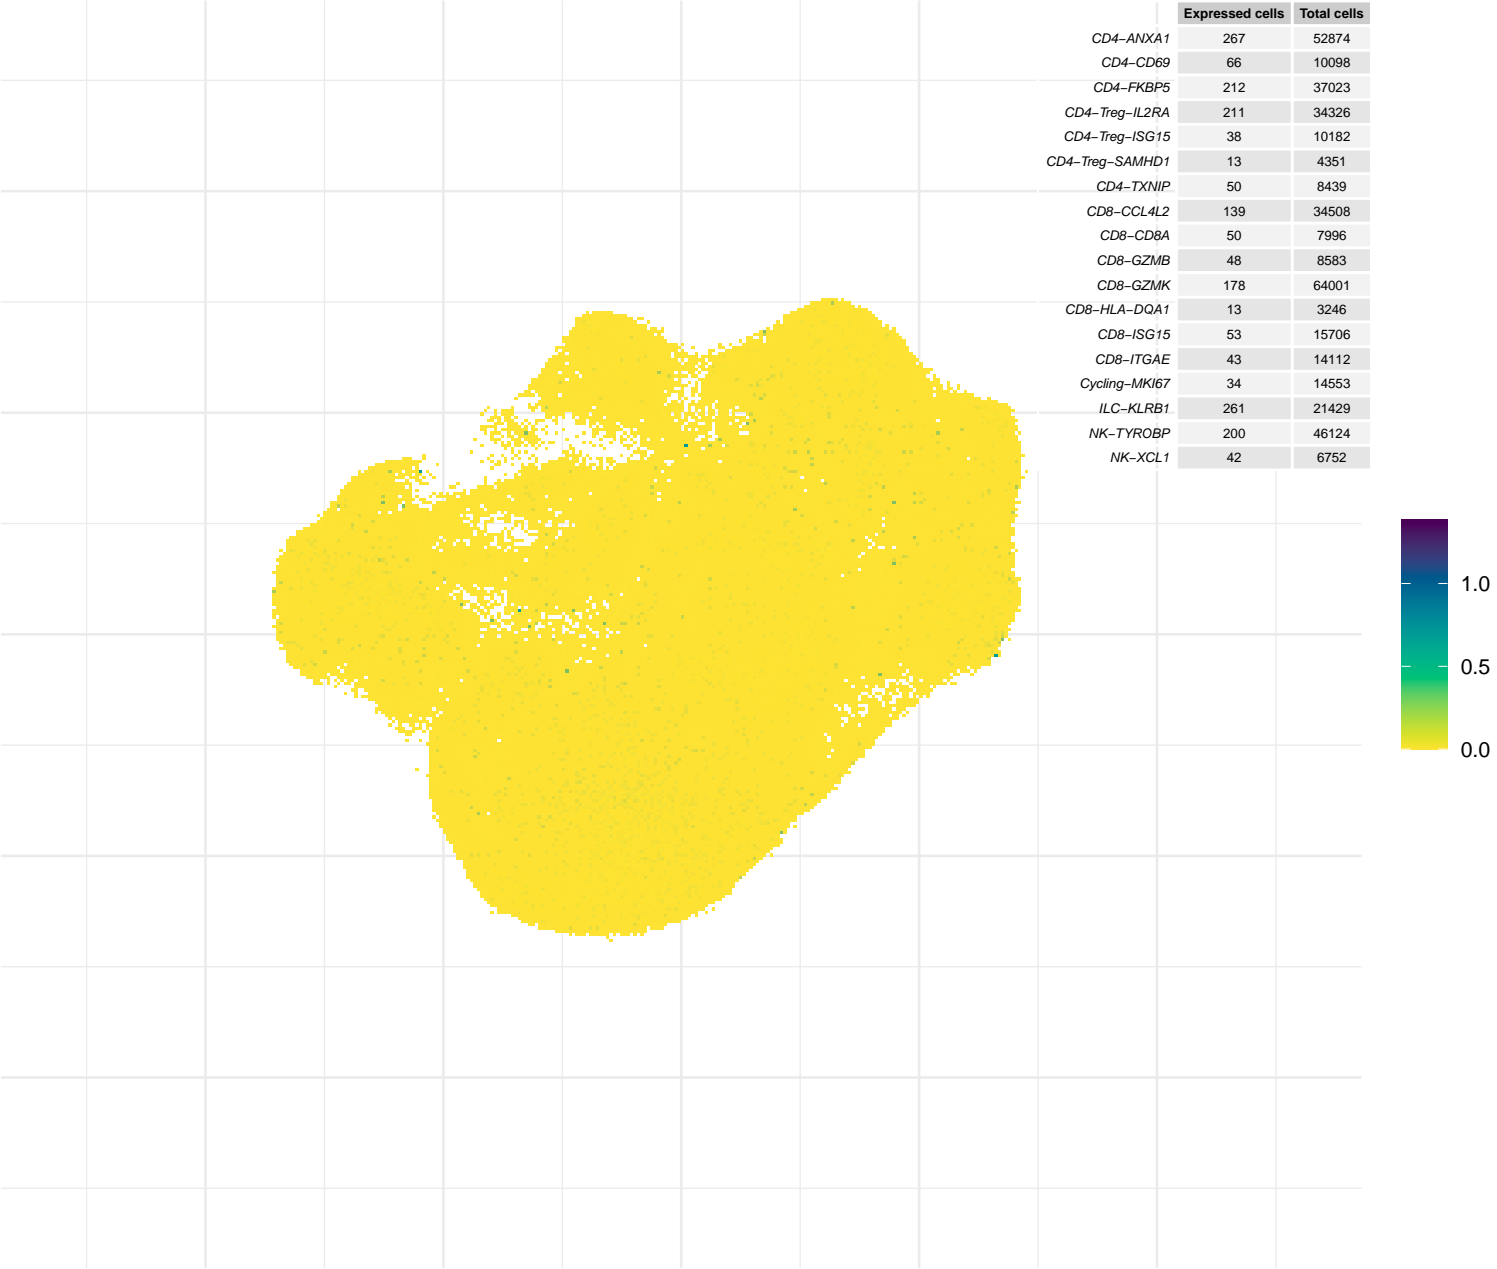 Expressed cells Total cells
CD4−ANXA1 267 52874
CD4−CD69 66 10098
CD4−FKBP5 212 37023
CD4−Treg−IL2RA 211 34326
CD4−Treg−ISG15 38 10182
CD4−Treg−SAMHD1 13 4351
CD4−TXNIP 50 8439
CD8−CCL4L2 139 34508
CD8−CD8A 50 7996
CD8−GZMB 48 8583
CD8−GZMK 178 64001
CD8−HLA−DQA1 13 3246
CD8−ISG15 53 15706
CD8−ITGAE 43 14112
Cycling−MKI67 34 14553
ILC−KLRB1 261 21429
NK−TYROBP 200 46124
NK−XCL1 42 6752
1.0
0.5
0.0